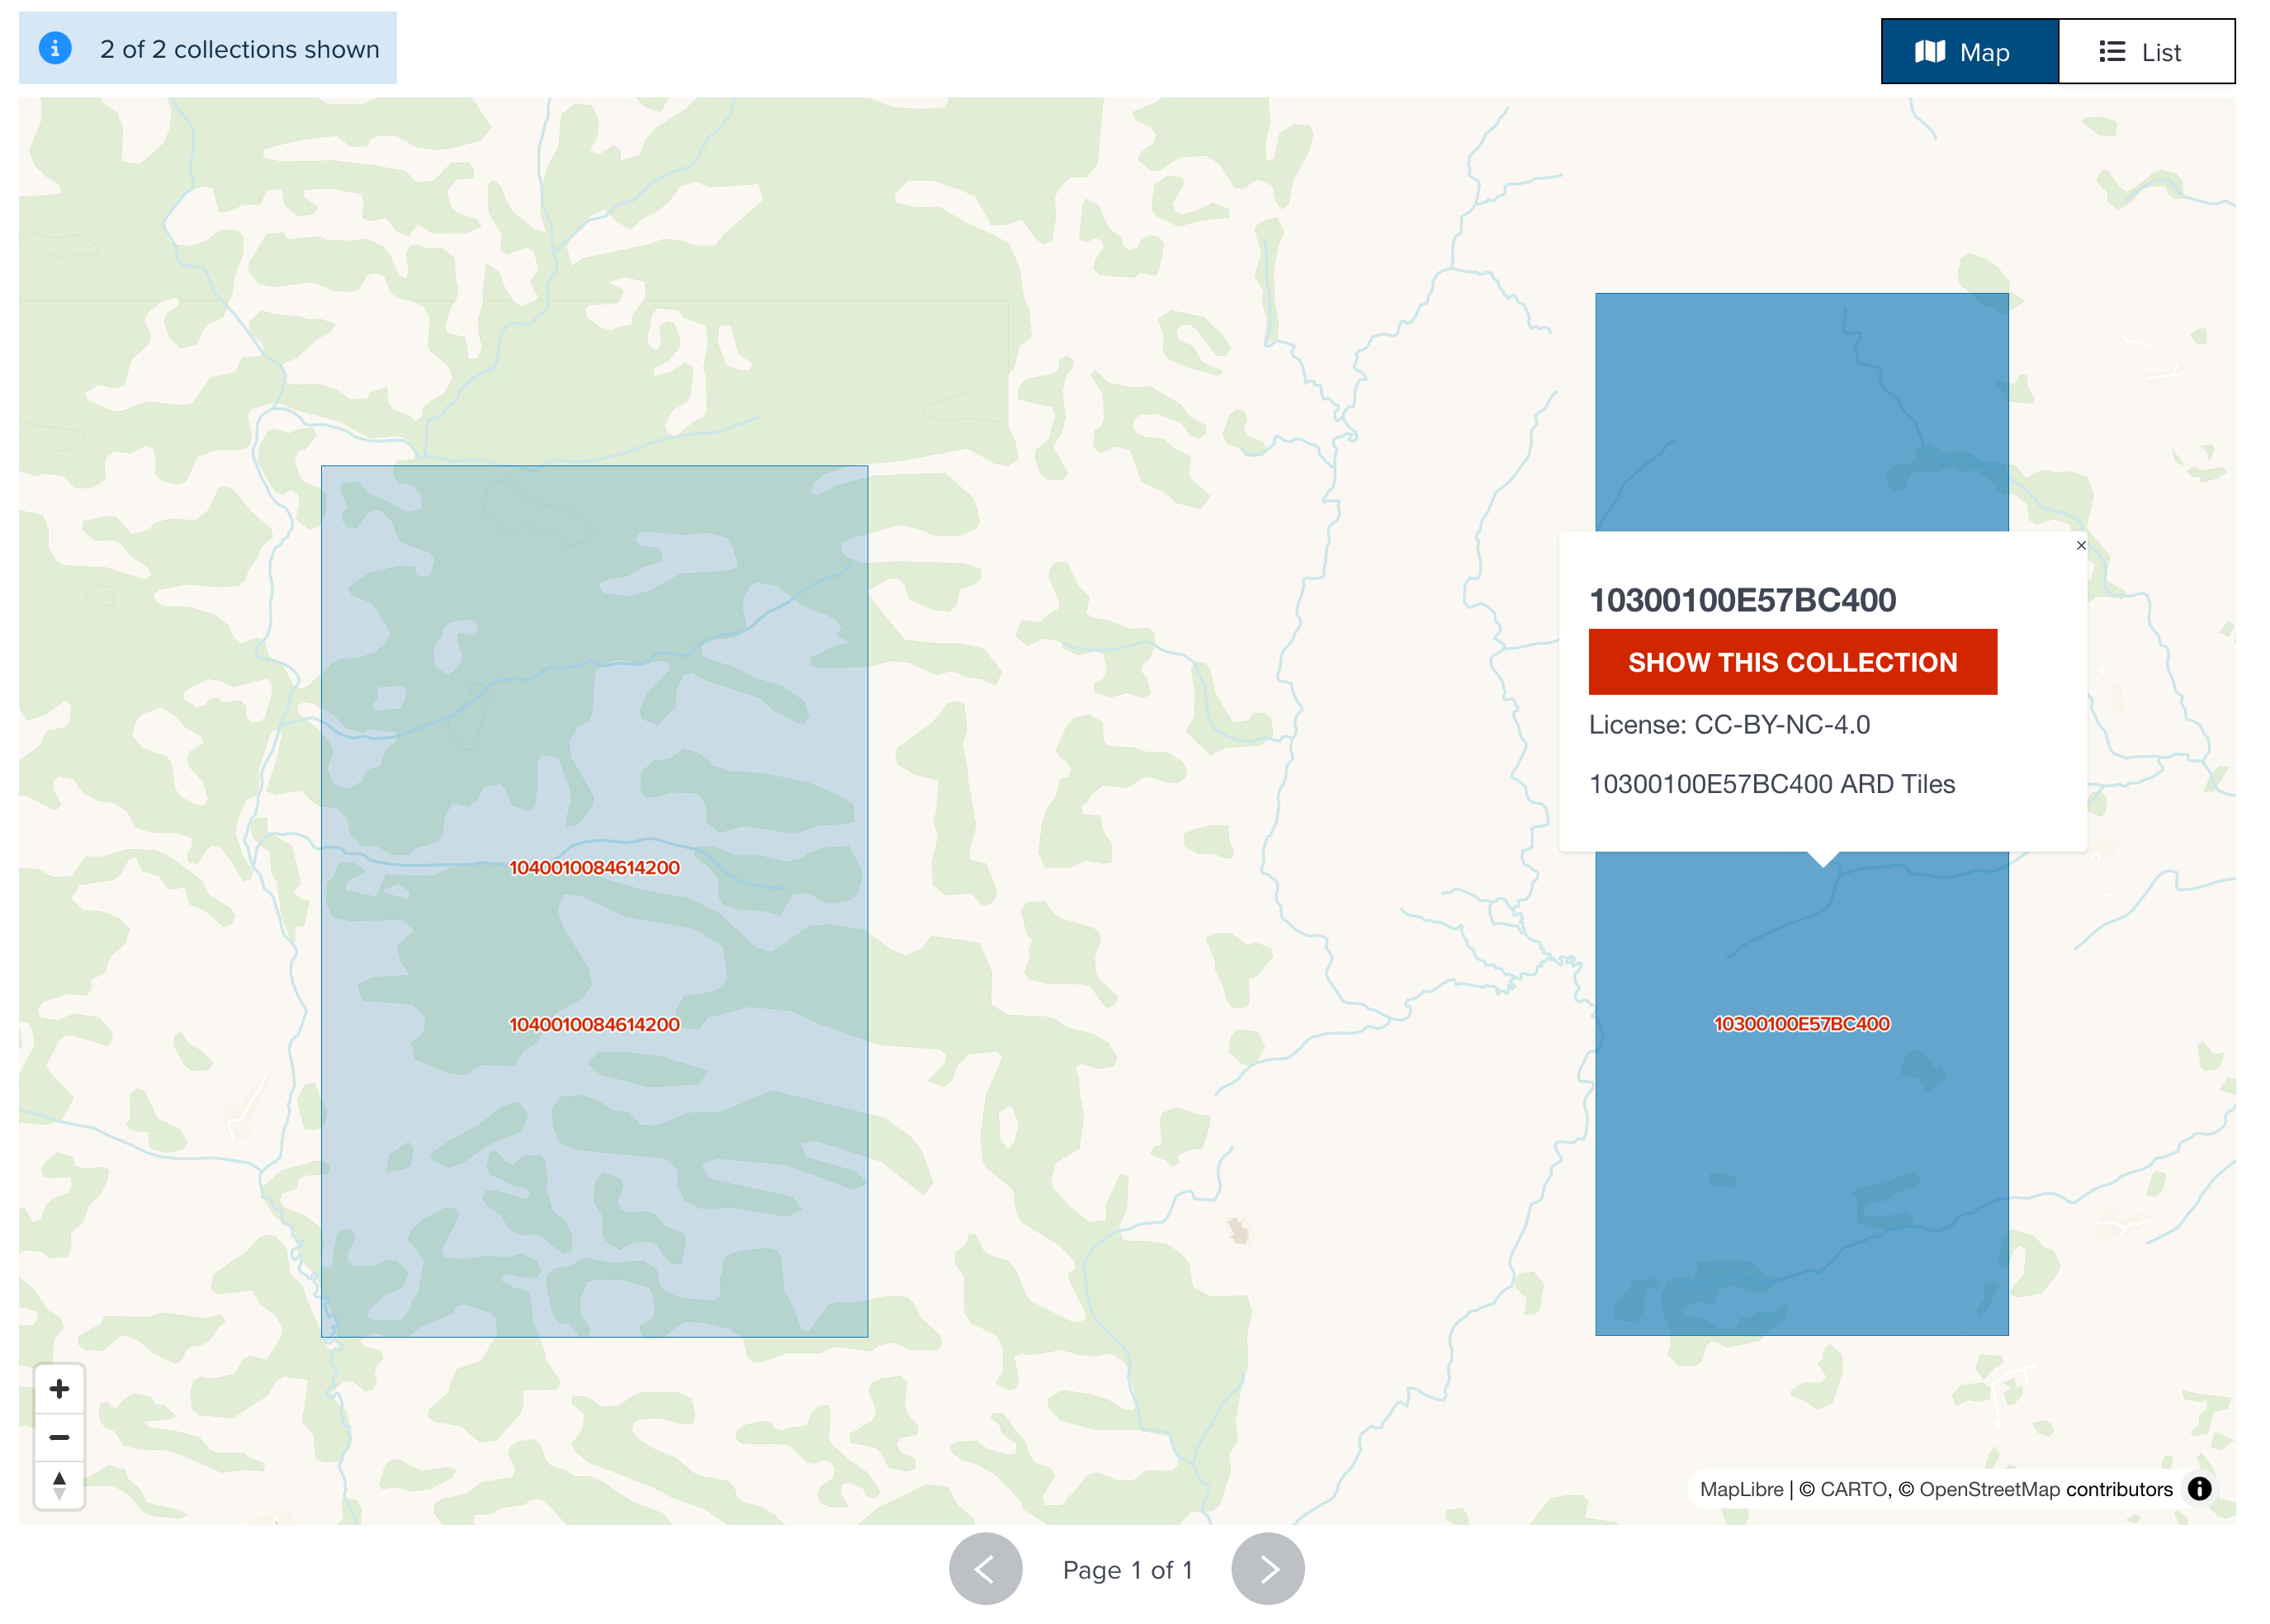 2 of 2 collections shown
Map
List
10300100E57BC400
SHOW THIS COLLECTION
License: CC-BY-NC-4.0
10300100E57BC400 ARD Tiles
1040010084614200
1040010084614200
10300100E57BC400
MapLibre | © CARTO, © OpenStreetMap contributors
Page 1 of 1